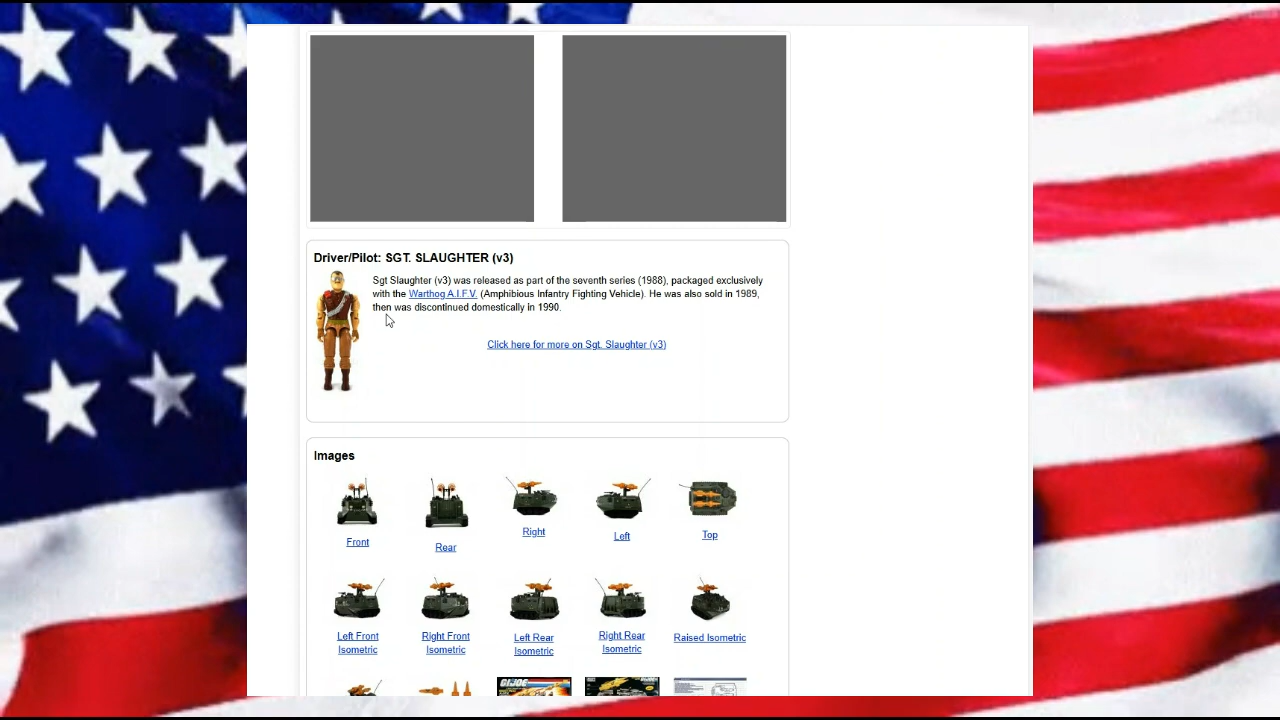 Driver/Pilot: SGT. SLAUGHTER (v3)
Sgt Slaughter (v3) was released as part of the seventh series (1988), packaged exclusively
with the Warthog A.I.F.V. (Amphibious Infantry Fighting Vehicle). He was also sold in 1989,
then was discontinued domestically in 1990.
Click here for more on Sgt. Slaughter (v3)
Images
Front
Rear
Right
Left
Top
Left Front
Isometric
Right Front
Isometric
Left Rear
Isometric
Right Rear
Isometric
Raised Isometric
GI JOE